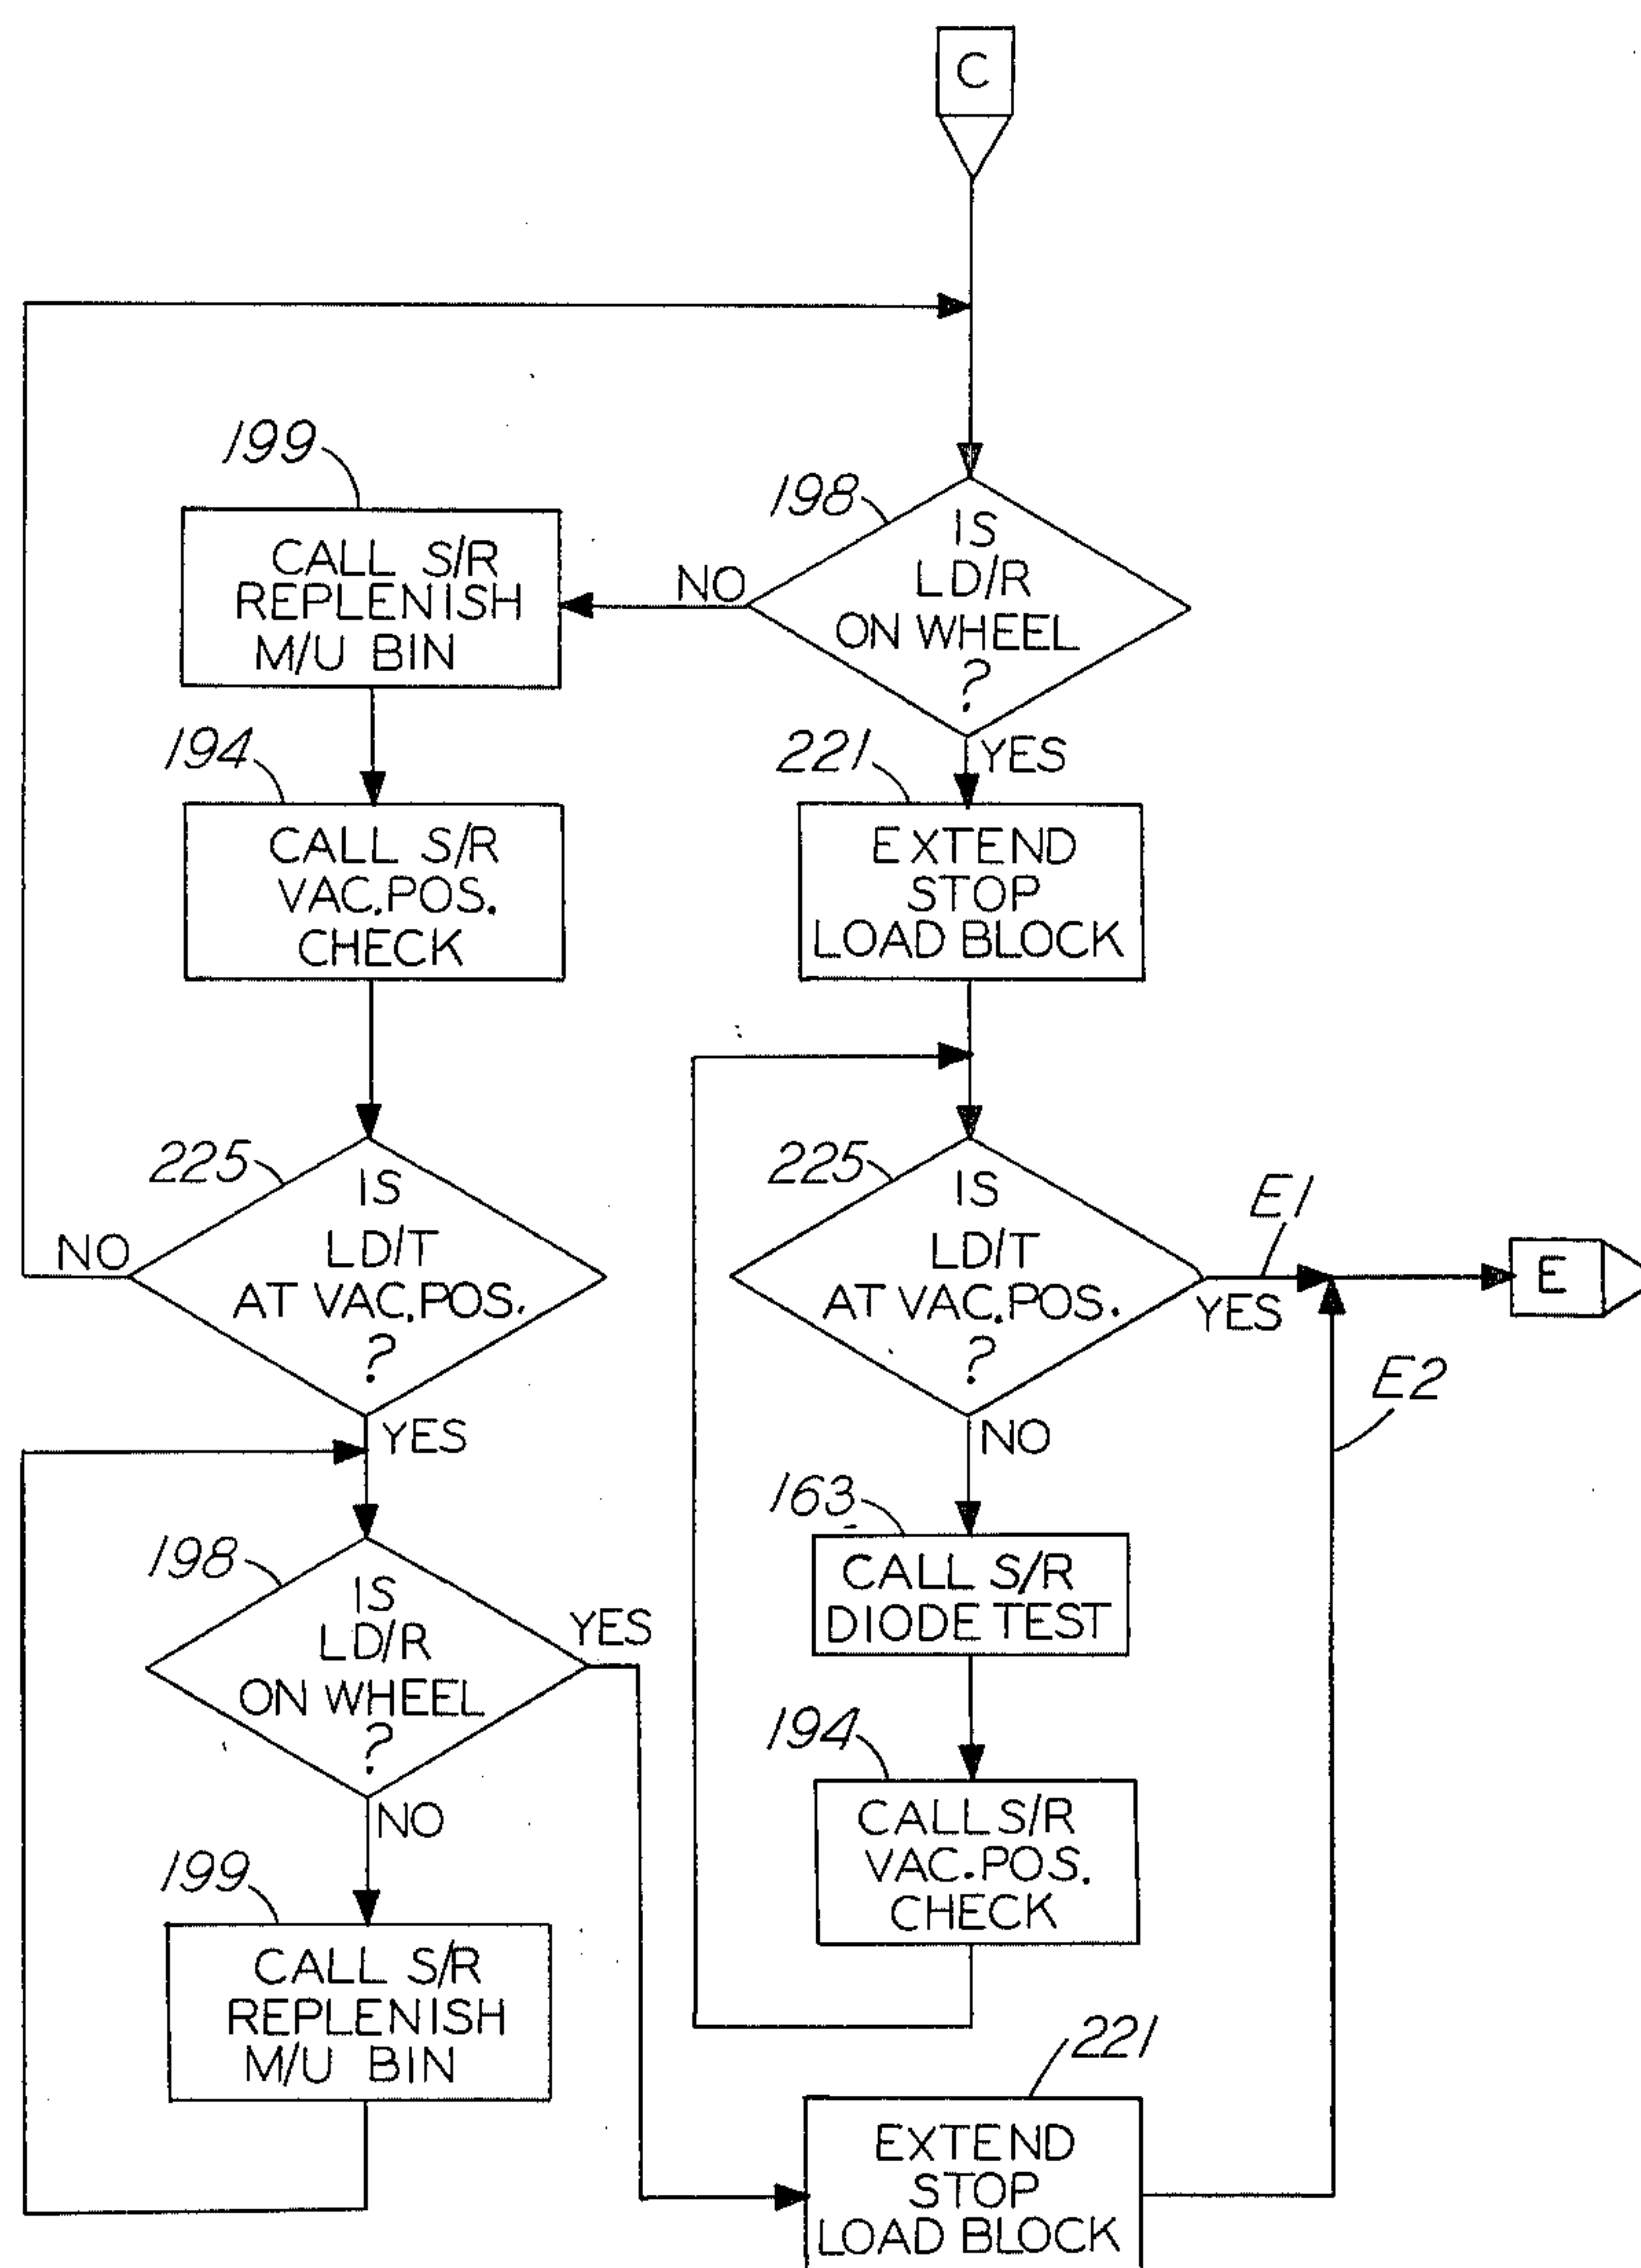 C
199
198
IS
LD/R
ON WHEEL
?
NO
YES
CALL S/R
REPLENISH
M/U BIN
194
CALL S/R
VAC.POS.
CHECK
221
EXTEND
STOP
LOAD BLOCK
225
IS
LD/T
AT VAC.POS.
?
NO
YES
225
IS
LD/T
AT VAC.POS.
?
E1
YES
E
E2
NO
163
CALL S/R
DIODE TEST
194
CALL S/R
VAC.POS.
CHECK
198
IS
LD/R
ON WHEEL
?
YES
NO
199
CALL S/R
REPLENISH
M/U BIN
221
EXTEND
STOP
LOAD BLOCK